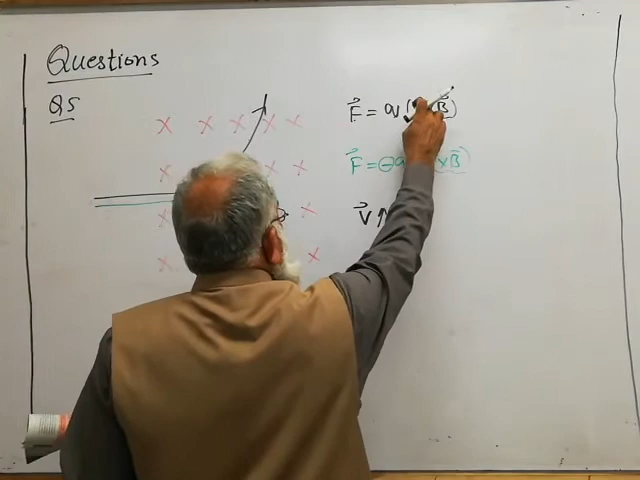 Questions
Q5
x x x x x
F⃗ = q( B⃗)
x x x
F⃗ = ⊖q ×B⃗)
x x
V⃗ ↑
x x